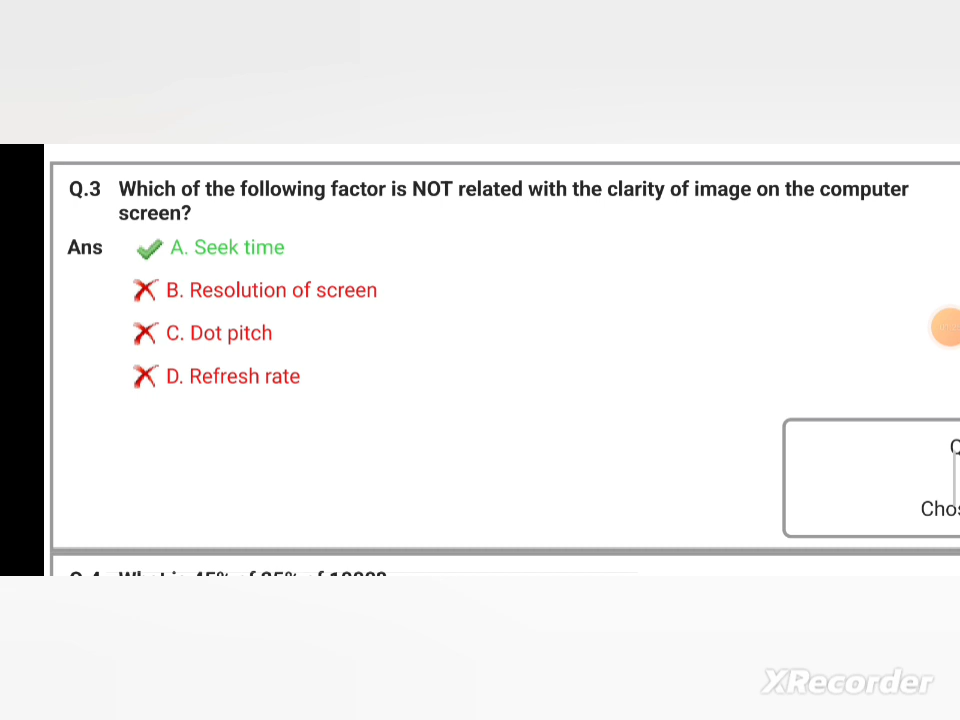 Q.3 Which of the following factor is NOT related with the clarity of image on the computer
screen?
Ans A. Seek time
B. Resolution of screen
C. Dot pitch
D. Refresh rate
XRecorder